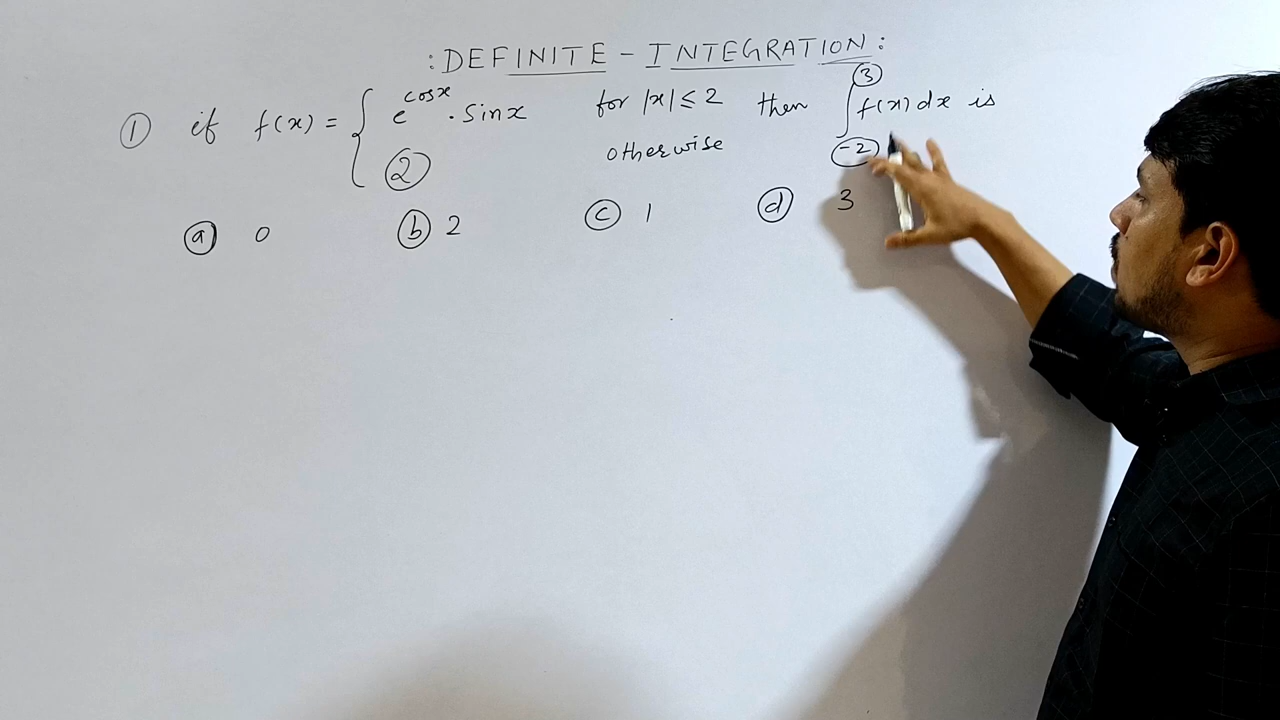 : DEFINITE - INTEGRATION :
① if f(x) = { e^cosx . sinx for |x| ≤ 2 then ∫ f(x) dx is
② otherwise
3
-2
ⓐ 0 ⓑ 2 ⓒ 1 ⓓ 3